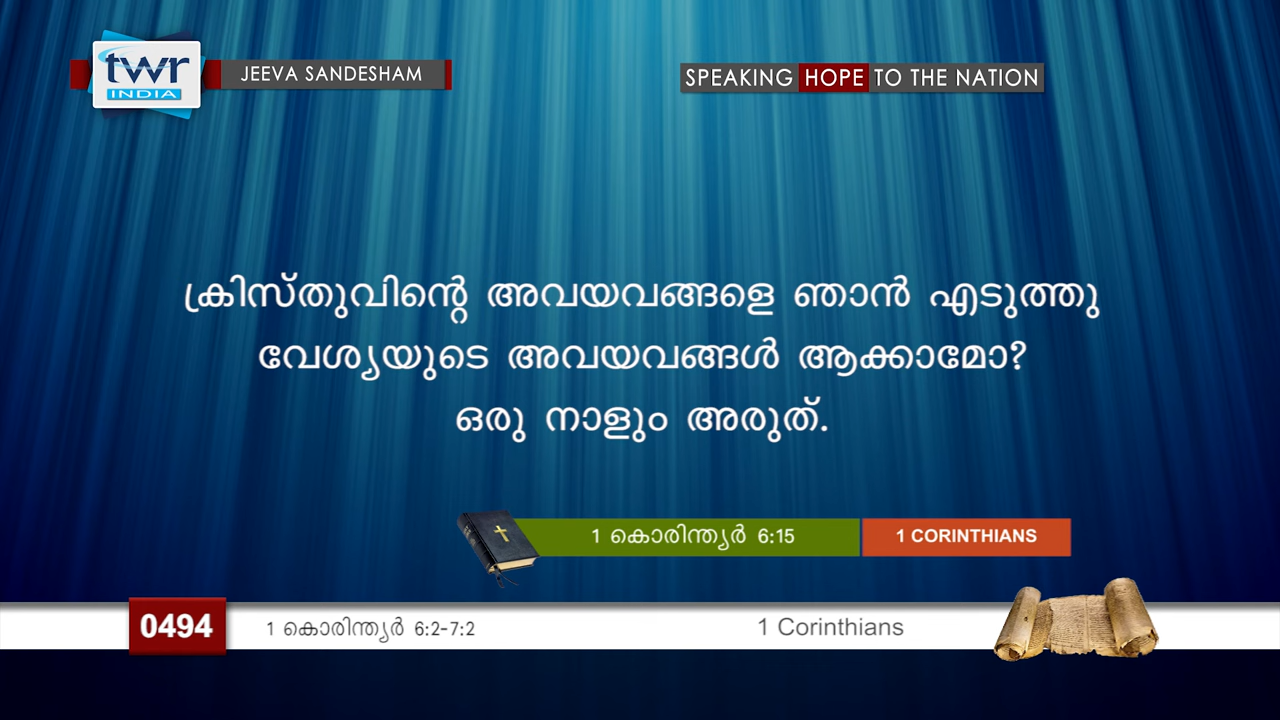 twr
INDIA
JEEVA SANDESHAM
SPEAKING HOPE TO THE NATION
ക്രിസ്തുവിന്റെ അവയവങ്ങളെ ഞാൻ എടുത്തു
വേശ്യയുടെ അവയവങ്ങൾ ആക്കാമോ?
ഒരു നാളും അരുത്.
1 കൊരിന്ത്യർ 6:15
1 CORINTHIANS
0494
1 കൊരിന്ത്യർ 6:2-7:2
1 Corinthians